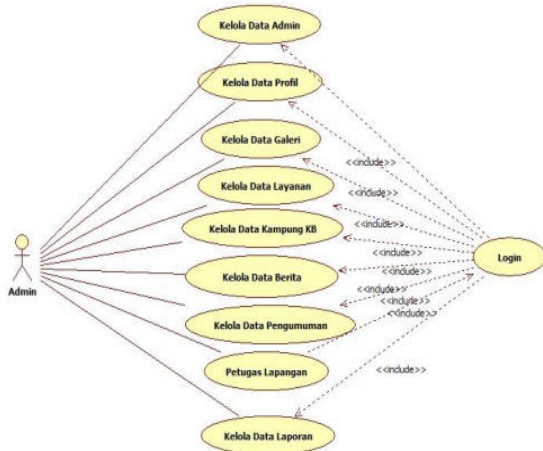 Kelola Data Admin
Kelola Data Profil
Kelola Data Galeri
<<include>>
Kelola Data Layanan
<<include>>
Kelola Data Kampung KB
<<include>>
<<include>>
Login
Admin
Kelola Data Berita
<<include>>
<<include>>
<<include>>
<<include>>
Kelola Data Pengumuman
Petugas Lapangan
<<include>>
Kelola Data Laporan